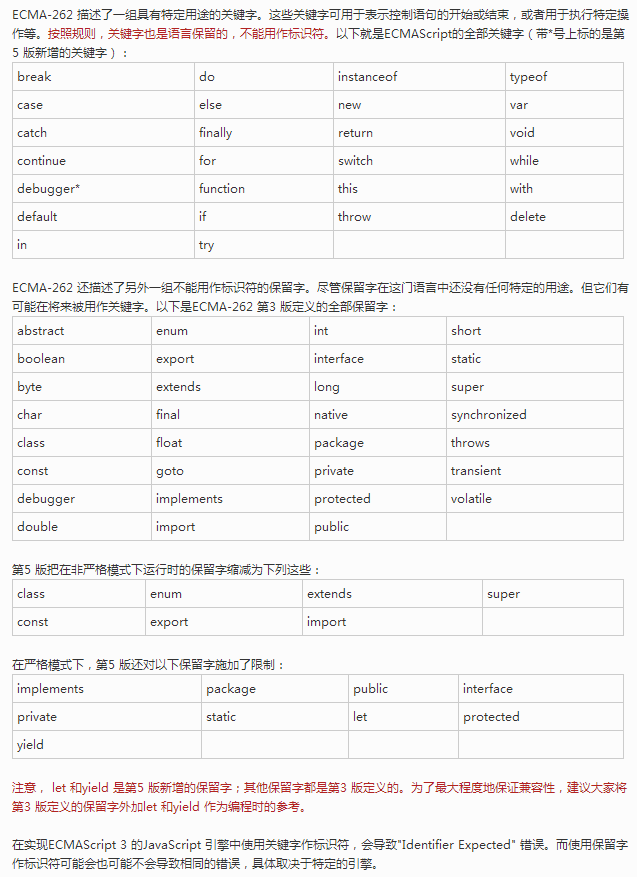 ECMA-262 描述了一组具有特定用途的关键字。这些关键字可用于表示控制语句的开始或结束，或者用于执行特定操
作等。按照规则，关键字也是语言保留的，不能用作标识符。以下就是ECMAScript的全部关键字（带*号上标的是第
5 版新增的关键字）：
break do instanceof typeof
case else new var
catch finally return void
continue for switch while
debugger* function this with
default if throw delete
in try
ECMA-262 还描述了另外一组不能用作标识符的保留字。尽管保留字在这门语言中还没有任何特定的用途。但它们有
可能在将来被用作关键字。以下是ECMA-262 第3 版定义的全部保留字：
abstract enum int short
boolean export interface static
byte extends long super
char final native synchronized
class float package throws
const goto private transient
debugger implements protected volatile
double import public
第5 版把在非严格模式下运行时的保留字缩减为下列这些：
class enum extends super
const export import
在严格模式下，第5 版还对以下保留字施加了限制：
implements package public interface
private static let protected
yield
注意， let 和yield 是第5 版新增的保留字；其他保留字都是第3 版定义的。为了最大程度地保证兼容性，建议大家将
第3 版定义的保留字外加let 和yield 作为编程时的参考。
在实现ECMAScript 3 的JavaScript 引擎中使用关键字作标识符，会导致"Identifier Expected" 错误。而使用保留字
作标识符可能会也可能不会导致相同的错误，具体取决于特定的引擎。